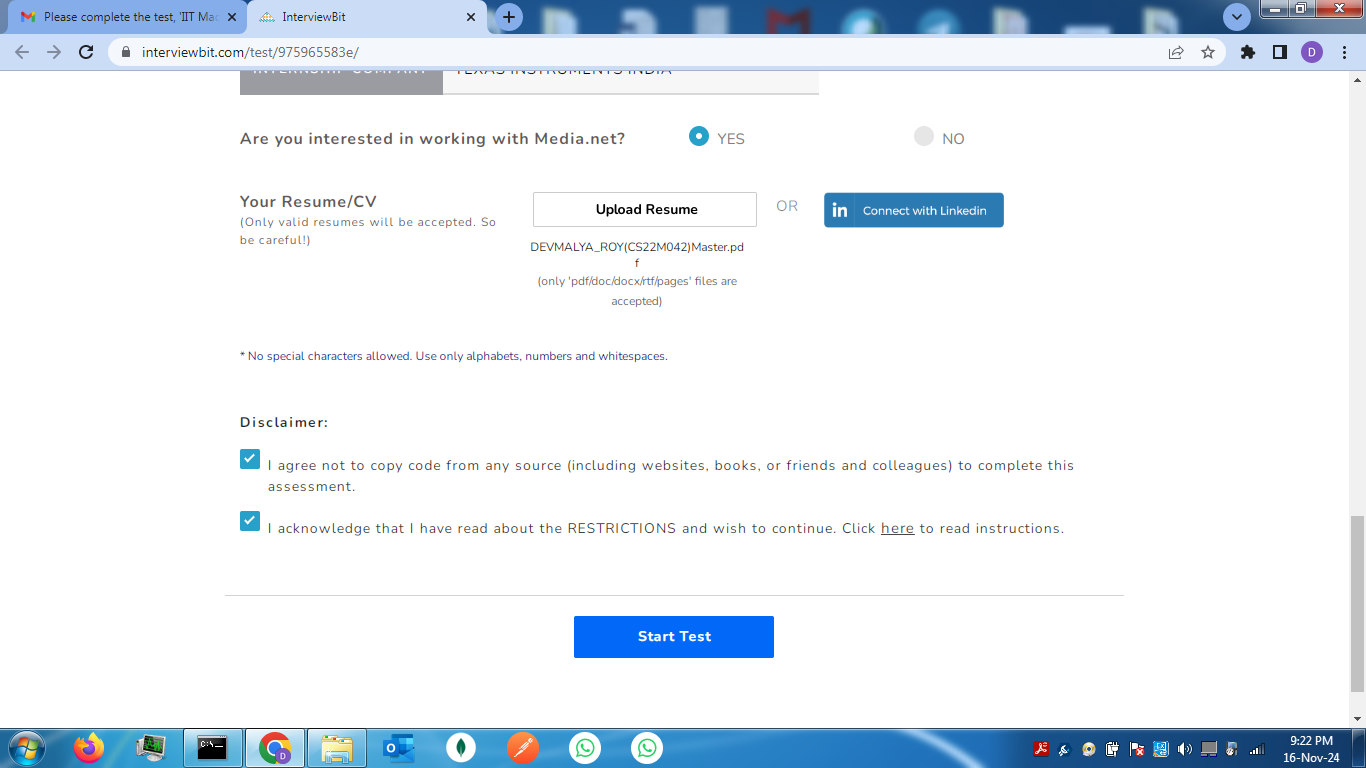 Please complete the test, 'IIT Mac
InterviewBit
interviewbit.com/test/975965583e/
D
INTERNSHIP COMPANY
TEXAS INSTRUMENTS INDIA
Are you interested in working with Media.net?
YES
NO
Your Resume/CV
(Only valid resumes will be accepted. So
be careful!)
Upload Resume
OR
in
Connect with Linkedin
DEVMALYA_ROY(CS22M042)Master.pd
f
(only 'pdf/doc/docx/rtf/pages' files are
accepted)
* No special characters allowed. Use only alphabets, numbers and whitespaces.
Disclaimer:
I agree not to copy code from any source (including websites, books, or friends and colleagues) to complete this
assessment.
I acknowledge that I have read about the RESTRICTIONS and wish to continue. Click here to read instructions.
Start Test
9:22 PM
16-Nov-24